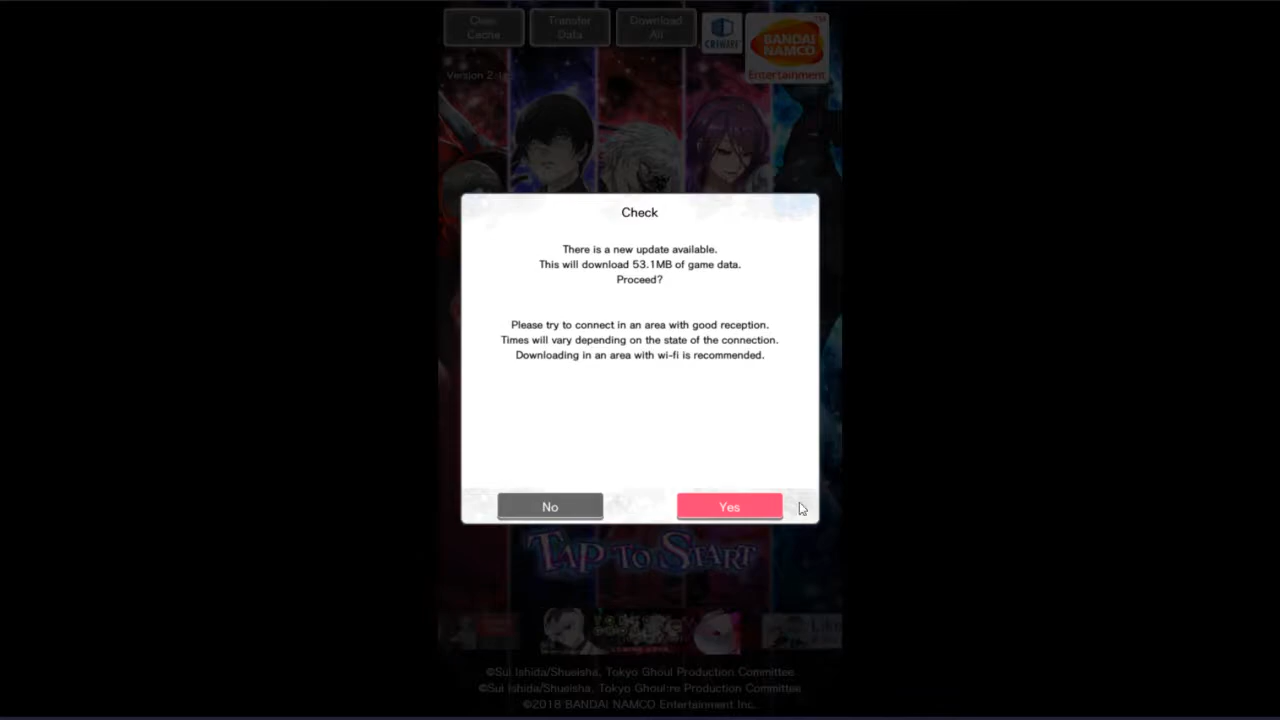 Clear
Cache
Transfer
Data
Download
All
CRIWARE
BANDAI
NAMCO
Entertainment
Version 2.
Check
There is a new update available.
This will download 53.1MB of game data.
Proceed?
Please try to connect in an area with good reception.
Times will vary depending on the state of the connection.
Downloading in an area with wi-fi is recommended.
No
Yes
TAP TO START
©Sui Ishida/Shueisha, Tokyo Ghoul Production Committee
©Sui Ishida/Shueisha, Tokyo Ghoul:re Production Committee
©2018 BANDAI NAMCO Entertainment Inc.